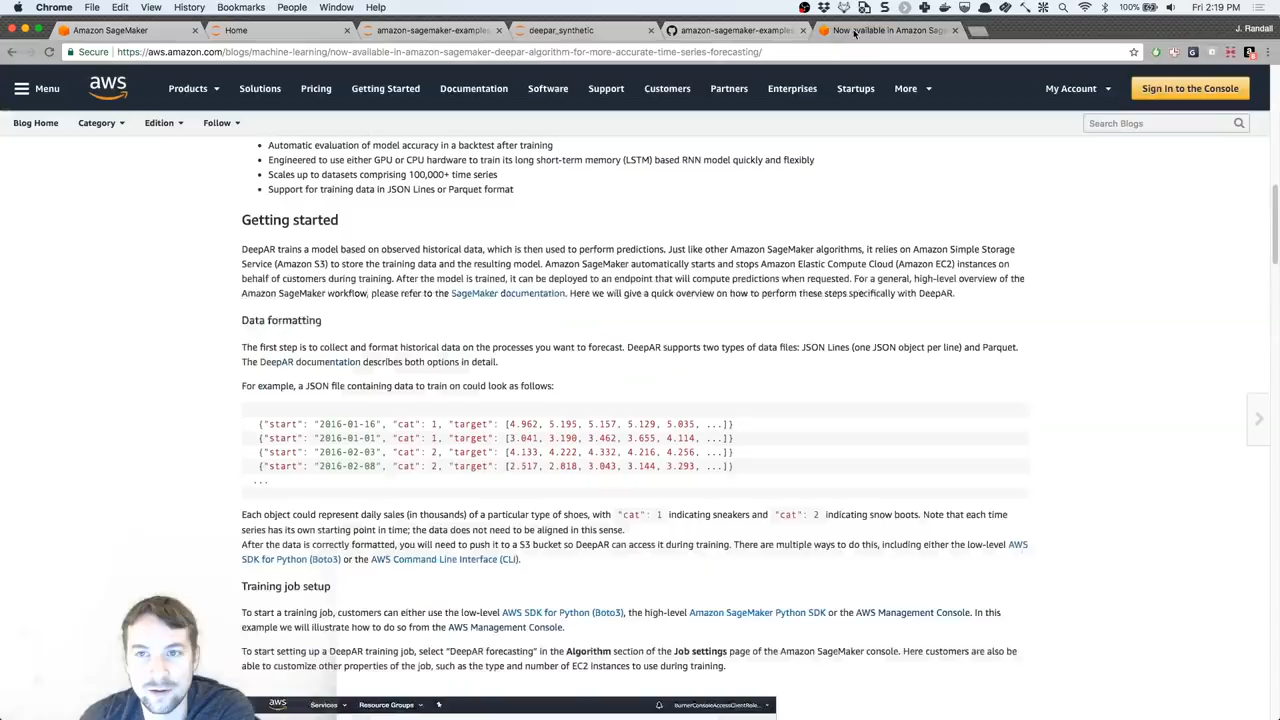 Chrome File Edit View History Bookmarks People Window Help
100% Fri 2:19 PM
Amazon SageMaker
Home
amazon-sagemaker-examples
deepar_synthetic
amazon-sagemaker-examples
Now available in Amazon Sage
J. Randall
Secure https://aws.amazon.com/blogs/machine-learning/now-available-in-amazon-sagemaker-deepar-algorithm-for-more-accurate-time-series-forecasting/
Menu
aws
Products Solutions Pricing Getting Started Documentation Software Support Customers Partners Enterprises Startups More
My Account
Sign In to the Console
Blog Home Category Edition Follow
Search Blogs
Automatic evaluation of model accuracy in a backtest after training
Engineered to use either GPU or CPU hardware to train its long short-term memory (LSTM) based RNN model quickly and flexibly
Scales up to datasets comprising 100,000+ time series
Support for training data in JSON Lines or Parquet format
Getting started
DeepAR trains a model based on observed historical data, which is then used to perform predictions. Just like other Amazon SageMaker algorithms, it relies on Amazon Simple Storage
Service (Amazon S3) to store the training data and the resulting model. Amazon SageMaker automatically starts and stops Amazon Elastic Compute Cloud (Amazon EC2) instances on
behalf of customers during training. After the model is trained, it can be deployed to an endpoint that will compute predictions when requested. For a general, high-level overview of the
Amazon SageMaker workflow, please refer to the SageMaker documentation. Here we will give a quick overview on how to perform these steps specifically with DeepAR.
Data formatting
The first step is to collect and format historical data on the processes you want to forecast. DeepAR supports two types of data files: JSON Lines (one JSON object per line) and Parquet.
The DeepAR documentation describes both options in detail.
For example, a JSON file containing data to train on could look as follows:
{"start": "2016-01-16", "cat": 1, "target": [4.962, 5.195, 5.157, 5.129, 5.035, ...]}
{"start": "2016-01-01", "cat": 1, "target": [3.041, 3.190, 3.462, 3.655, 4.114, ...]}
{"start": "2016-02-03", "cat": 2, "target": [4.133, 4.222, 4.332, 4.216, 4.256, ...]}
{"start": "2016-02-08", "cat": 2, "target": [2.517, 2.818, 3.043, 3.144, 3.293, ...]}
...
Each object could represent daily sales (in thousands) of a particular type of shoes, with "cat": 1 indicating sneakers and "cat": 2 indicating snow boots. Note that each time
series has its own starting point in time; the data does not need to be aligned in this sense.
After the data is correctly formatted, you will need to push it to a S3 bucket so DeepAR can access it during training. There are multiple ways to do this, including either the low-level AWS
SDK for Python (Boto3) or the AWS Command Line Interface (CLI).
Training job setup
To start a training job, customers can either use the low-level AWS SDK for Python (Boto3), the high-level Amazon SageMaker Python SDK or the AWS Management Console. In this
example we will illustrate how to do so from the AWS Management Console.
To start setting up a DeepAR training job, select "DeepAR forecasting" in the Algorithm section of the Job settings page of the Amazon SageMaker console. Here customers are also be
able to customize other properties of the job, such as the type and number of EC2 instances to use during training.
aws Services Resource Groups